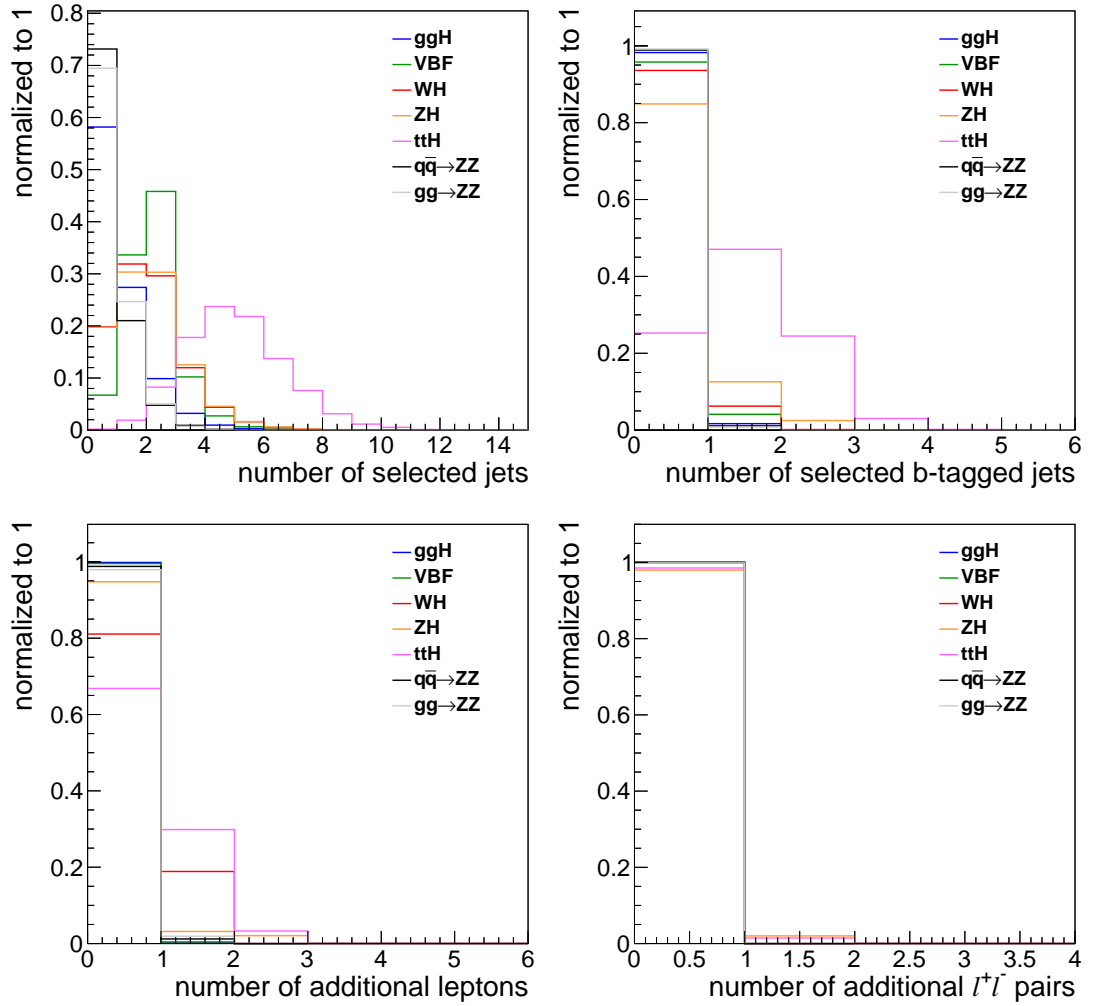 normalized to 1
0.8
0.7
0.6
0.5
0.4
0.3
0.2
0.1
0
ggH
VBF
WH
ZH
ttH
qq̅→ZZ
gg→ZZ
0 2 4 6 8 10 12 14
number of selected jets
normalized to 1
1
0.8
0.6
0.4
0.2
0
ggH
VBF
WH
ZH
ttH
qq̅→ZZ
gg→ZZ
0 1 2 3 4 5 6
number of selected b-tagged jets
normalized to 1
1
0.8
0.6
0.4
0.2
0
ggH
VBF
WH
ZH
ttH
qq̅→ZZ
gg→ZZ
0 1 2 3 4 5 6
number of additional leptons
normalized to 1
1
0.8
0.6
0.4
0.2
0
ggH
VBF
WH
ZH
ttH
qq̅→ZZ
gg→ZZ
0 0.5 1 1.5 2 2.5 3 3.5 4
number of additional l⁺l⁻ pairs